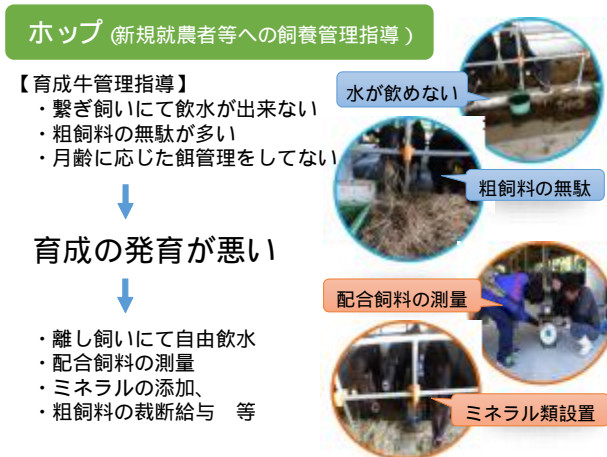 ホップ (新規就農者等への飼養管理指導)
【育成牛管理指導】
・繋ぎ飼いにて飲水が出来ない
・粗飼料の無駄が多い
・月齢に応じた餌管理をしてない
育成の発育が悪い
・離し飼いにて自由飲水
・配合飼料の測量
・ミネラルの添加、
・粗飼料の裁断給与 等
水が飲めない
粗飼料の無駄
配合飼料の測量
ミネラル類設置